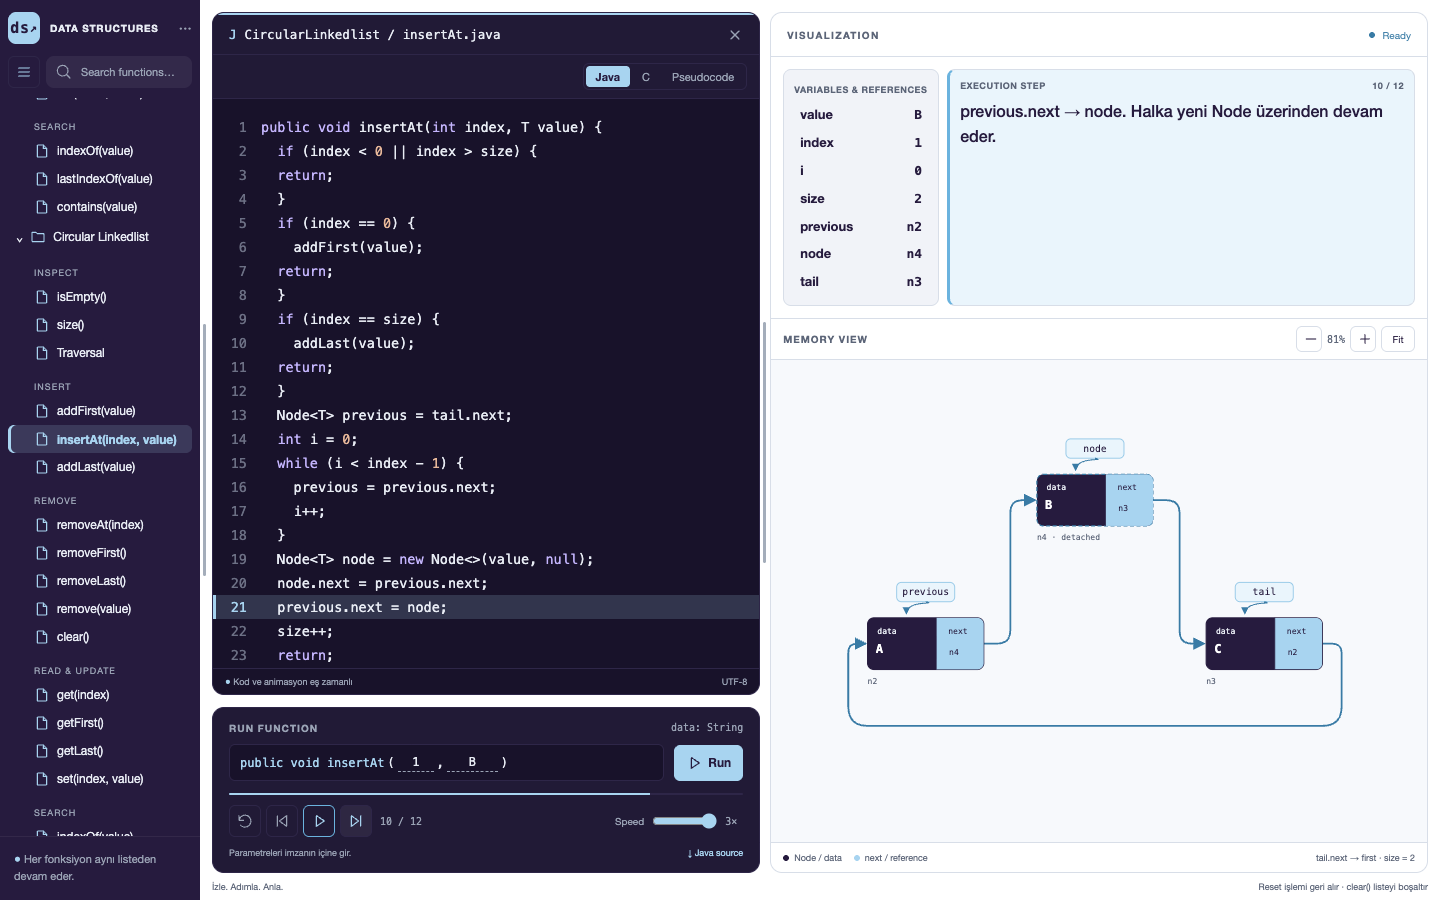 ds↗ DATA STRUCTURES ···
Search functions...
SEARCH
indexOf(value)
lastIndexOf(value)
contains(value)
Circular Linkedlist
INSPECT
isEmpty()
size()
Traversal
INSERT
addFirst(value)
insertAt(index, value)
addLast(value)
REMOVE
removeAt(index)
removeFirst()
removeLast()
remove(value)
clear()
READ & UPDATE
get(index)
getFirst()
getLast()
set(index, value)
SEARCH
indexOf(value)
• Her fonksiyon aynı listeden
devam eder.
J CircularLinkedlist / insertAt.java
Java C Pseudocode
1 public void insertAt(int index, T value) {
2 if (index < 0 || index > size) {
3 return;
4 }
5 if (index == 0) {
6 addFirst(value);
7 return;
8 }
9 if (index == size) {
10 addLast(value);
11 return;
12 }
13 Node<T> previous = tail.next;
14 int i = 0;
15 while (i < index - 1) {
16 previous = previous.next;
17 i++;
18 }
19 Node<T> node = new Node<>(value, null);
20 node.next = previous.next;
21 previous.next = node;
22 size++;
23 return;
• Kod ve animasyon eş zamanlı UTF-8
RUN FUNCTION data: String
public void insertAt( 1 , B )
Run
10 / 12 Speed 3×
Parametreleri imzanın içine gir. ↓ Java source
İzle. Adımla. Anla.
VISUALIZATION • Ready
VARIABLES & REFERENCES
value B
index 1
i 0
size 2
previous n2
node n4
tail n3
EXECUTION STEP 10 / 12
previous.next → node. Halka yeni Node üzerinden devam
eder.
MEMORY VIEW − 81% + Fit
node
data next
B n3
n4 · detached
previous
data next
A n4
n2
tail
data next
C n2
n3
Node / data next / reference tail.next → first · size = 2
Reset işlemi geri alır · clear() listeyi boşaltır